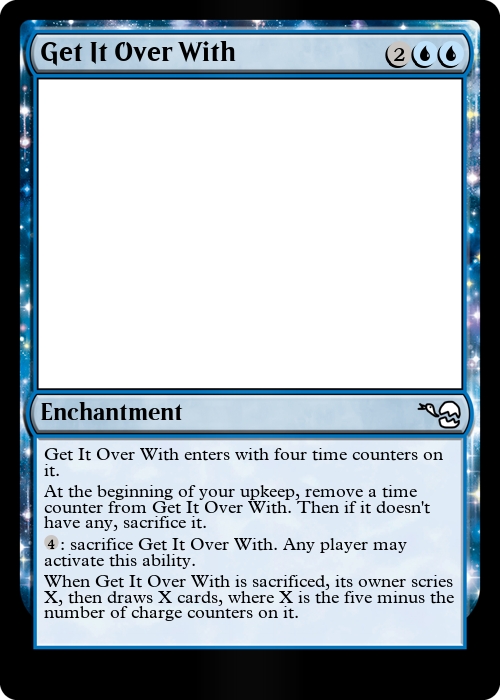 Get It Over With
2
Enchantment
Get It Over With enters with four time counters on
it.
At the beginning of your upkeep, remove a time
counter from Get It Over With. Then if it doesn't
have any, sacrifice it.
4: sacrifice Get It Over With. Any player may
activate this ability.
When Get It Over With is sacrificed, its owner scries
X, then draws X cards, where X is the five minus the
number of charge counters on it.